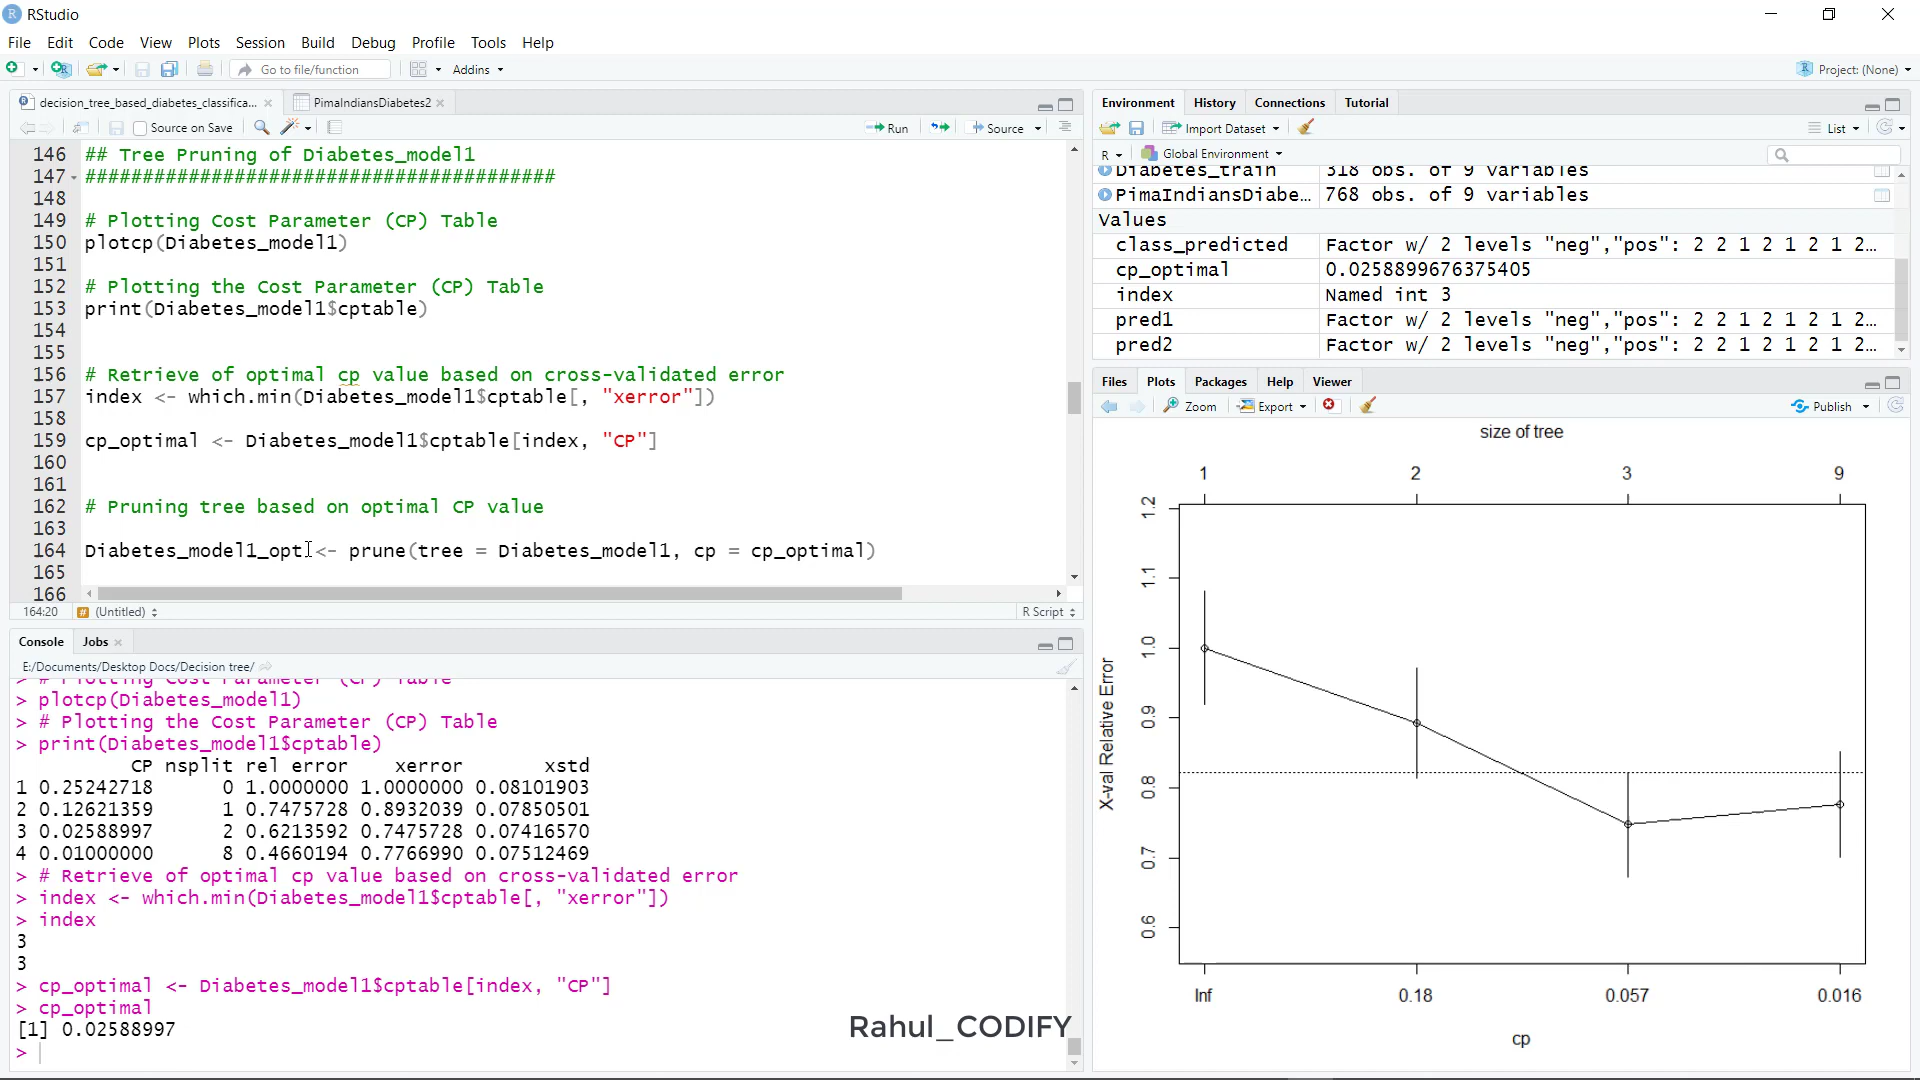 RStudio
File Edit Code View Plots Session Build Debug Profile Tools Help
Go to file/function Addins Project: (None)
decision_tree_based_diabetes_classifica... PimaIndiansDiabetes2
Source on Save Run Source
146 ## Tree Pruning of Diabetes_model1
147 #########################################
148
149 # Plotting Cost Parameter (CP) Table
150 plotcp(Diabetes_model1)
151
152 # Plotting the Cost Parameter (CP) Table
153 print(Diabetes_model1$cptable)
154
155
156 # Retrieve of optimal cp value based on cross-validated error
157 index <- which.min(Diabetes_model1$cptable[, "xerror"])
158
159 cp_optimal <- Diabetes_model1$cptable[index, "CP"]
160
161
162 # Pruning tree based on optimal CP value
163
164 Diabetes_model1_opt <- prune(tree = Diabetes_model1, cp = cp_optimal)
165
166
164:20 (Untitled) R Script
Console Jobs
E:/Documents/Desktop Docs/Decision tree/
> # Plotting Cost Parameter (CP) Table
> plotcp(Diabetes_model1)
> # Plotting the Cost Parameter (CP) Table
> print(Diabetes_model1$cptable)
CP nsplit rel error xerror xstd
1 0.25242718 0 1.0000000 1.0000000 0.08101903
2 0.12621359 1 0.7475728 0.8932039 0.07850501
3 0.02588997 2 0.6213592 0.7475728 0.07416570
4 0.01000000 8 0.4660194 0.7766990 0.07512469
> # Retrieve of optimal cp value based on cross-validated error
> index <- which.min(Diabetes_model1$cptable[, "xerror"])
> index
3
3
> cp_optimal <- Diabetes_model1$cptable[index, "CP"]
> cp_optimal
[1] 0.02588997
>
Rahul_CODIFY
Environment History Connections Tutorial
Import Dataset List
R Global Environment
Diabetes_train 318 obs. of 9 variables
PimaIndiansDiabe... 768 obs. of 9 variables
Values
class_predicted Factor w/ 2 levels "neg","pos": 2 2 1 2 1 2 1 2...
cp_optimal 0.0258899676375405
index Named int 3
pred1 Factor w/ 2 levels "neg","pos": 2 2 1 2 1 2 1 2...
pred2 Factor w/ 2 levels "neg","pos": 2 2 1 2 1 2 1 2...
Files Plots Packages Help Viewer
Zoom Export Publish
size of tree
1 2 3 9
X-val Relative Error
1.2
1.1
1.0
0.9
0.8
0.7
0.6
Inf 0.18 0.057 0.016
cp